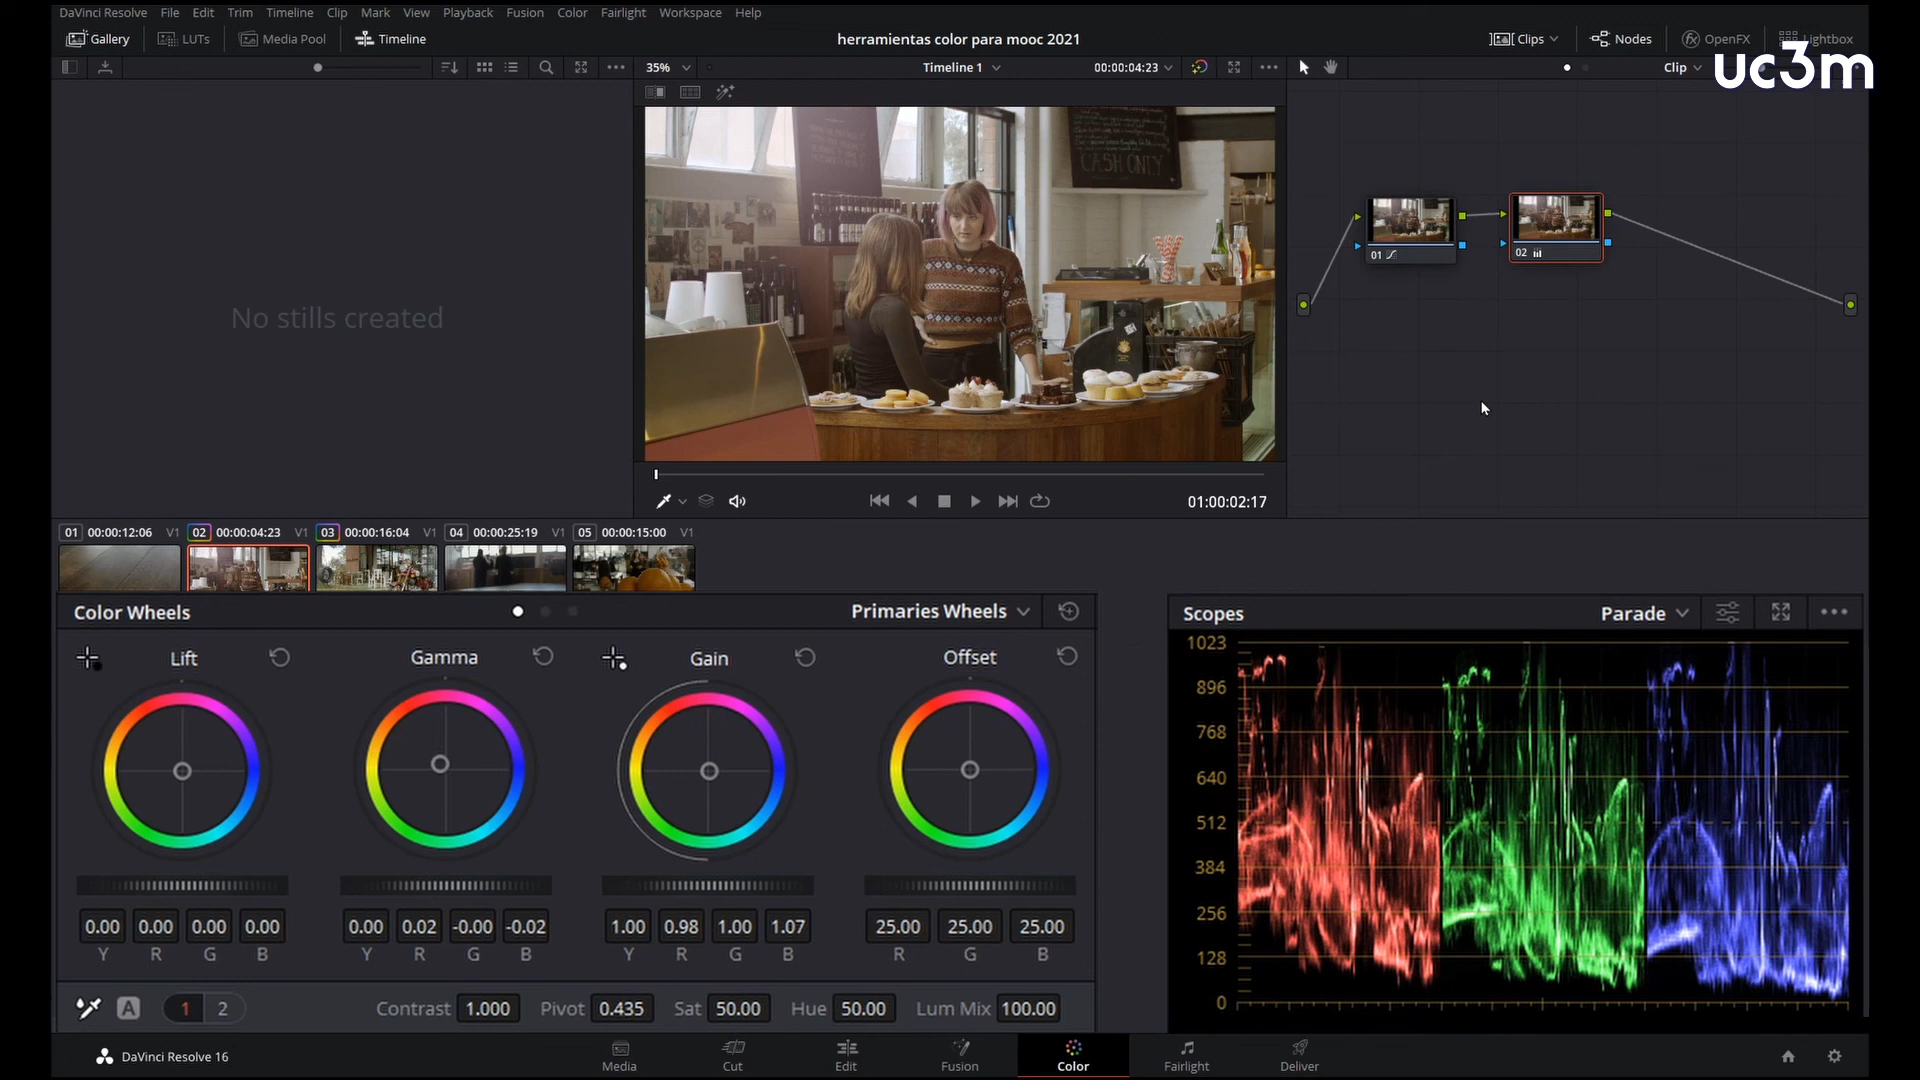 DaVinci Resolve File Edit Trim Timeline Clip Mark View Playback Fusion Color Fairlight Workspace Help
Gallery LUTs Media Pool Timeline herramientas color para mooc 2021 Clips Nodes OpenFX Lightbox
uc3m
35% Timeline 1 00:00:04:23 Clip
CASH ONLY
No stills created
01 02
01:00:02:17
01 00:00:12:06 V1 02 00:00:04:23 V1 03 00:00:16:04 V1 04 00:00:25:19 V1 05 00:00:15:00 V1
Color Wheels Primaries Wheels
Lift Gamma Gain Offset
0.00 0.00 0.00 0.00 0.00 0.02 -0.00 -0.02 1.00 0.98 1.00 1.07 25.00 25.00 25.00
Y R G B Y R G B Y R G B R G B
A 1 2 Contrast 1.000 Pivot 0.435 Sat 50.00 Hue 50.00 Lum Mix 100.00
Scopes Parade
1023
896
768
640
512
384
256
128
0
DaVinci Resolve 16 Media Cut Edit Fusion Color Fairlight Deliver